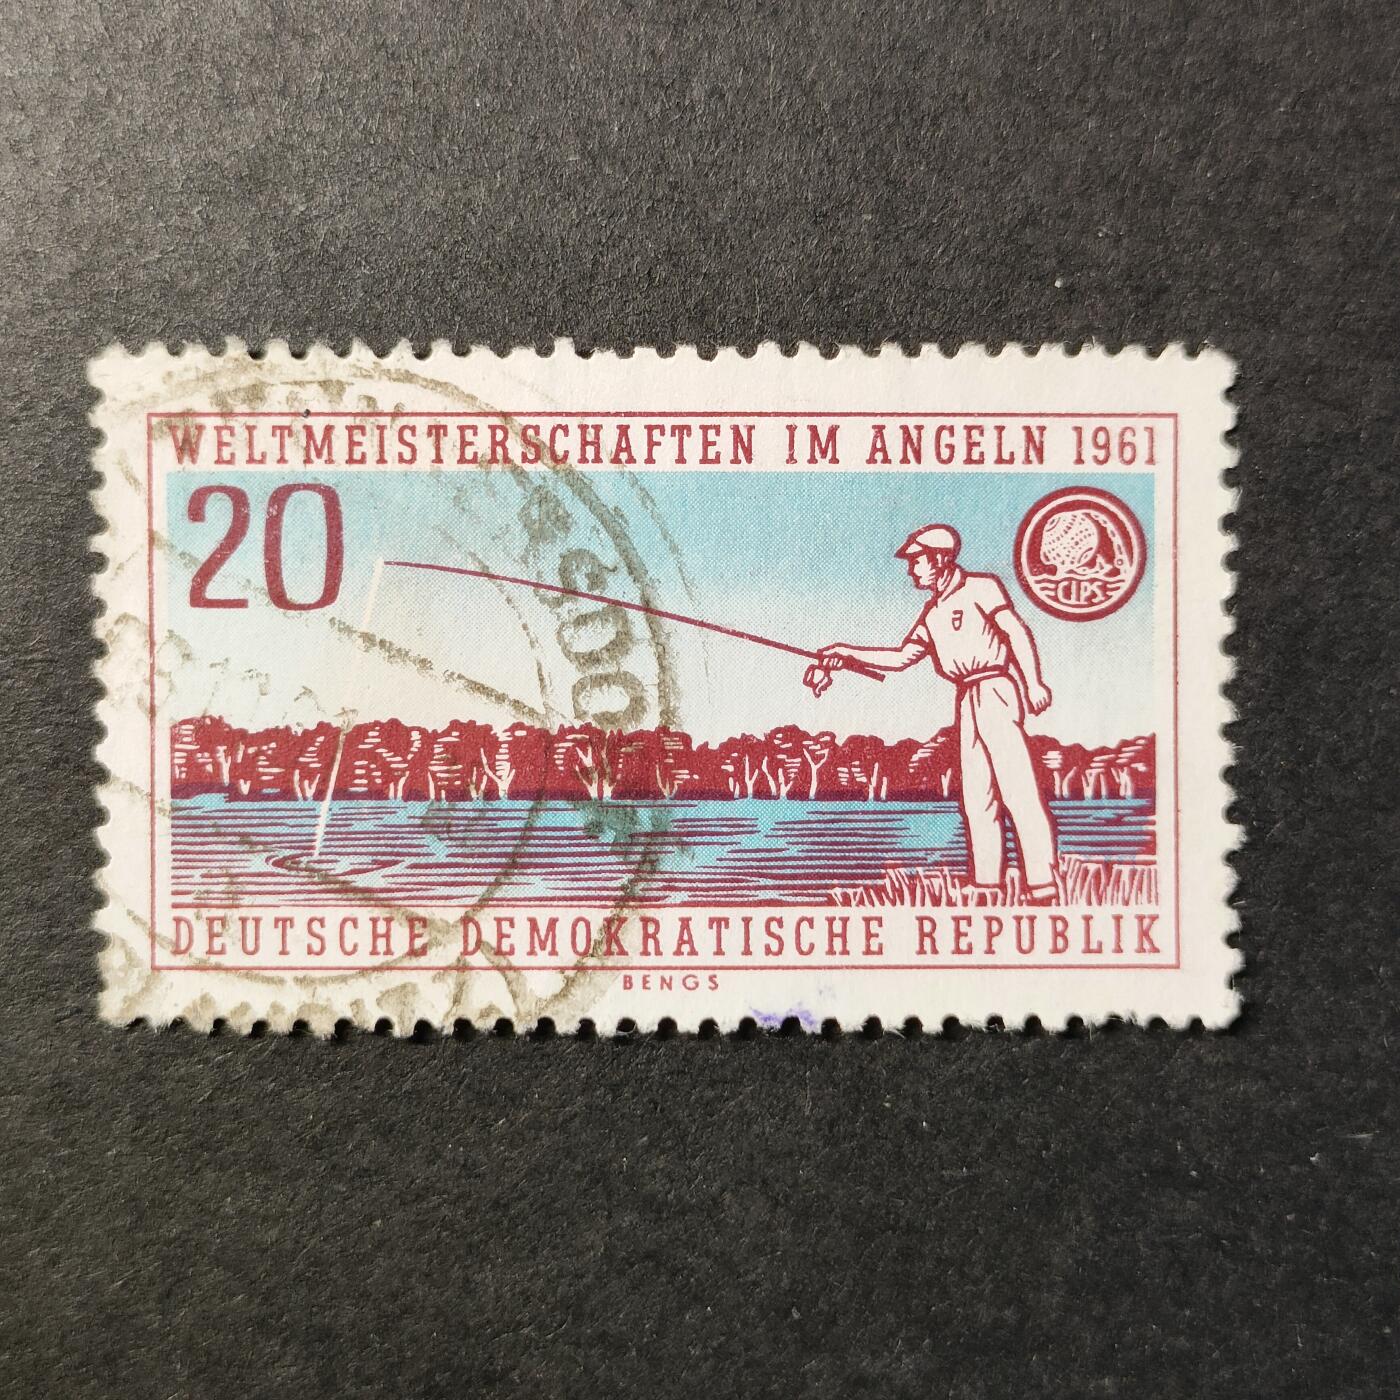 WELTMEISTERSCHAFTEN IM ANGELN 1961
20
CIPS
DEUTSCHE DEMOKRATISCHE REPUBLIK
BENGS